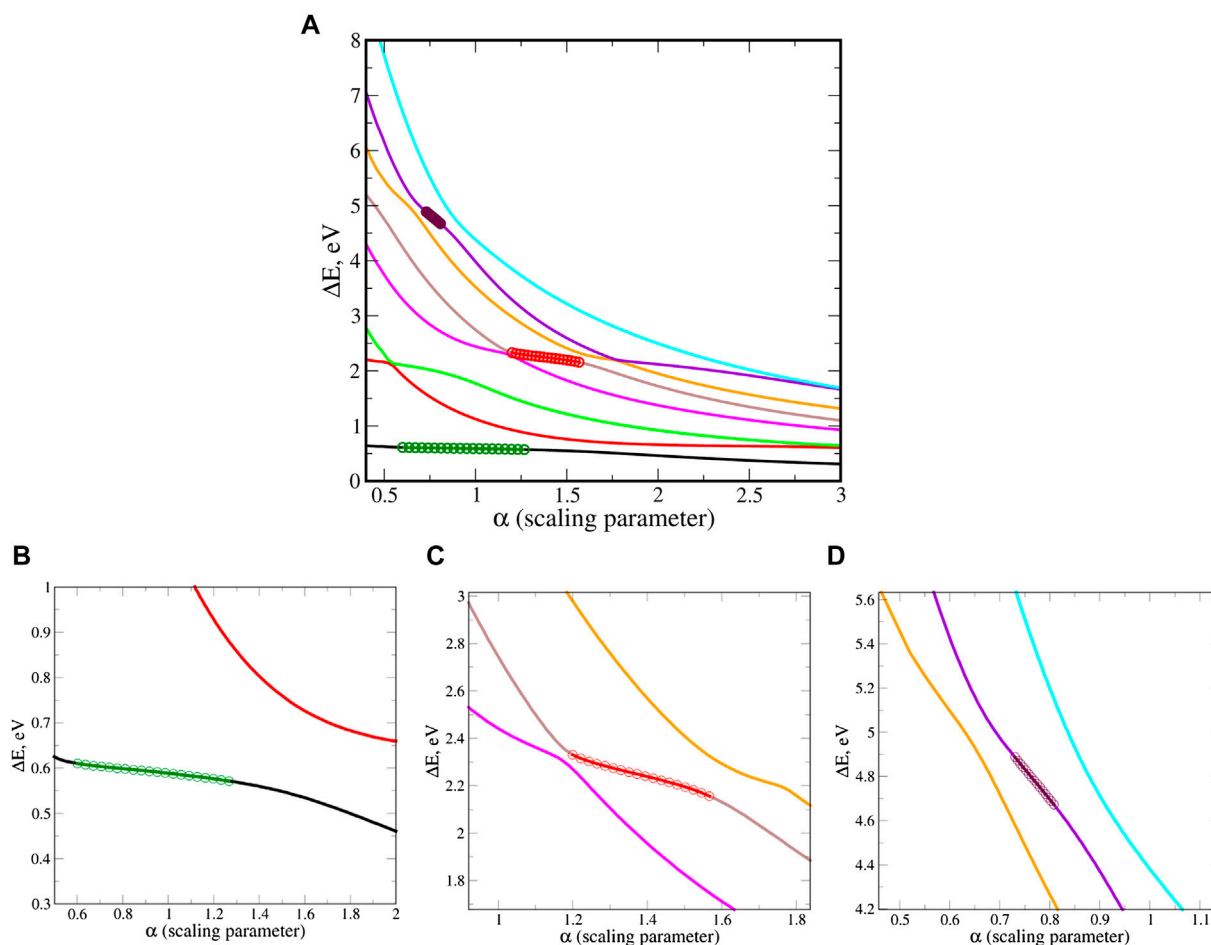 A
8
7
6
5
4
3
2
1
0
ΔE, eV
0.5 1 1.5 2 2.5 3
α (scaling parameter)
B
1
0.9
0.8
0.7
0.6
0.5
0.4
0.3
ΔE, eV
0.6 0.8 1 1.2 1.4 1.6 1.8 2
α (scaling parameter)
C
3
2.8
2.6
2.4
2.2
2
1.8
ΔE, eV
1 1.2 1.4 1.6 1.8
α (scaling parameter)
D
5.6
5.4
5.2
5
4.8
4.6
4.4
4.2
ΔE, eV
0.5 0.6 0.7 0.8 0.9 1 1.1
α (scaling parameter)